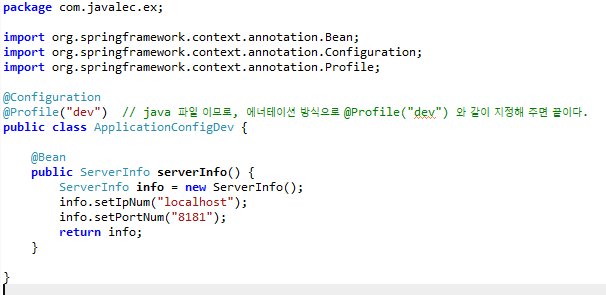 package com.javalec.ex;
import org.springframework.context.annotation.Bean;
import org.springframework.context.annotation.Configuration;
import org.springframework.context.annotation.Profile;
@Configuration
@Profile("dev")  // java 파일 이므로, 에너테이션 방식으로 @Profile("dev") 와 같이 지정해 주면 끝이다.
public class ApplicationConfigDev {
@Bean
public ServerInfo serverInfo() {
ServerInfo info = new ServerInfo();
info.setIpNum("localhost");
info.setPortNum("8181");
return info;
}
}